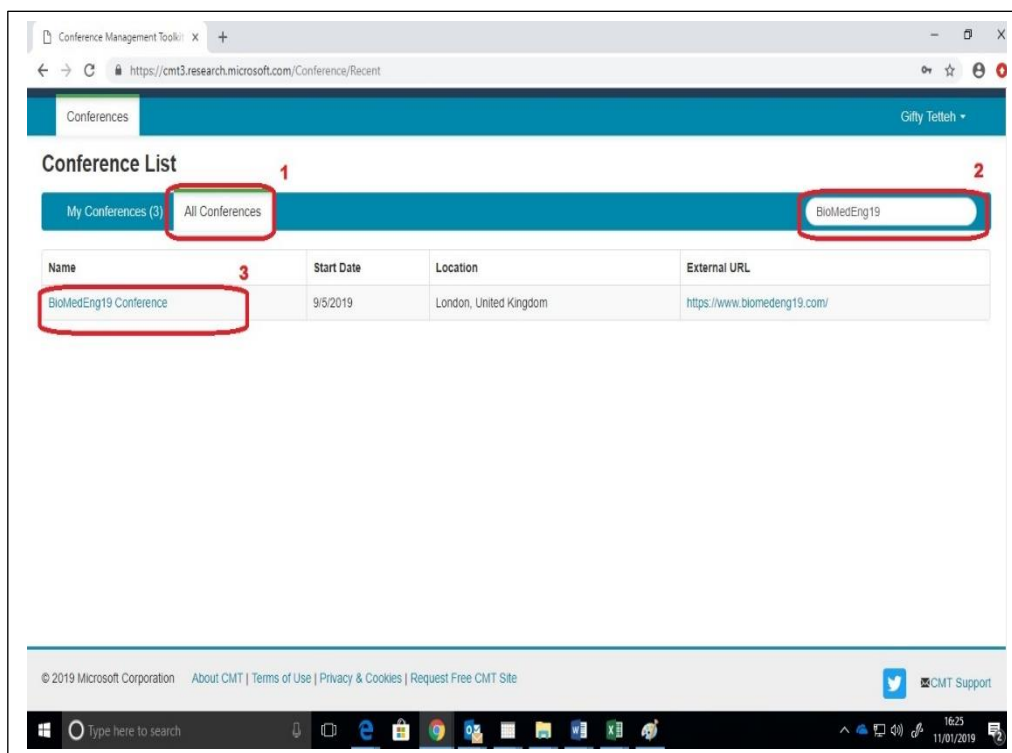 Conference Management Toolki
https://cmt3.research.microsoft.com/Conference/Recent
Conferences
Gifty Tetteh
Conference List
1
2
My Conferences (3)
All Conferences
BioMedEng19
Name
3
Start Date
Location
External URL
BioMedEng19 Conference
9/5/2019
London, United Kingdom
https://www.biomedeng19.com/
© 2019 Microsoft Corporation
About CMT | Terms of Use | Privacy & Cookies | Request Free CMT Site
CMT Support
Type here to search
16:25
11/01/2019
2